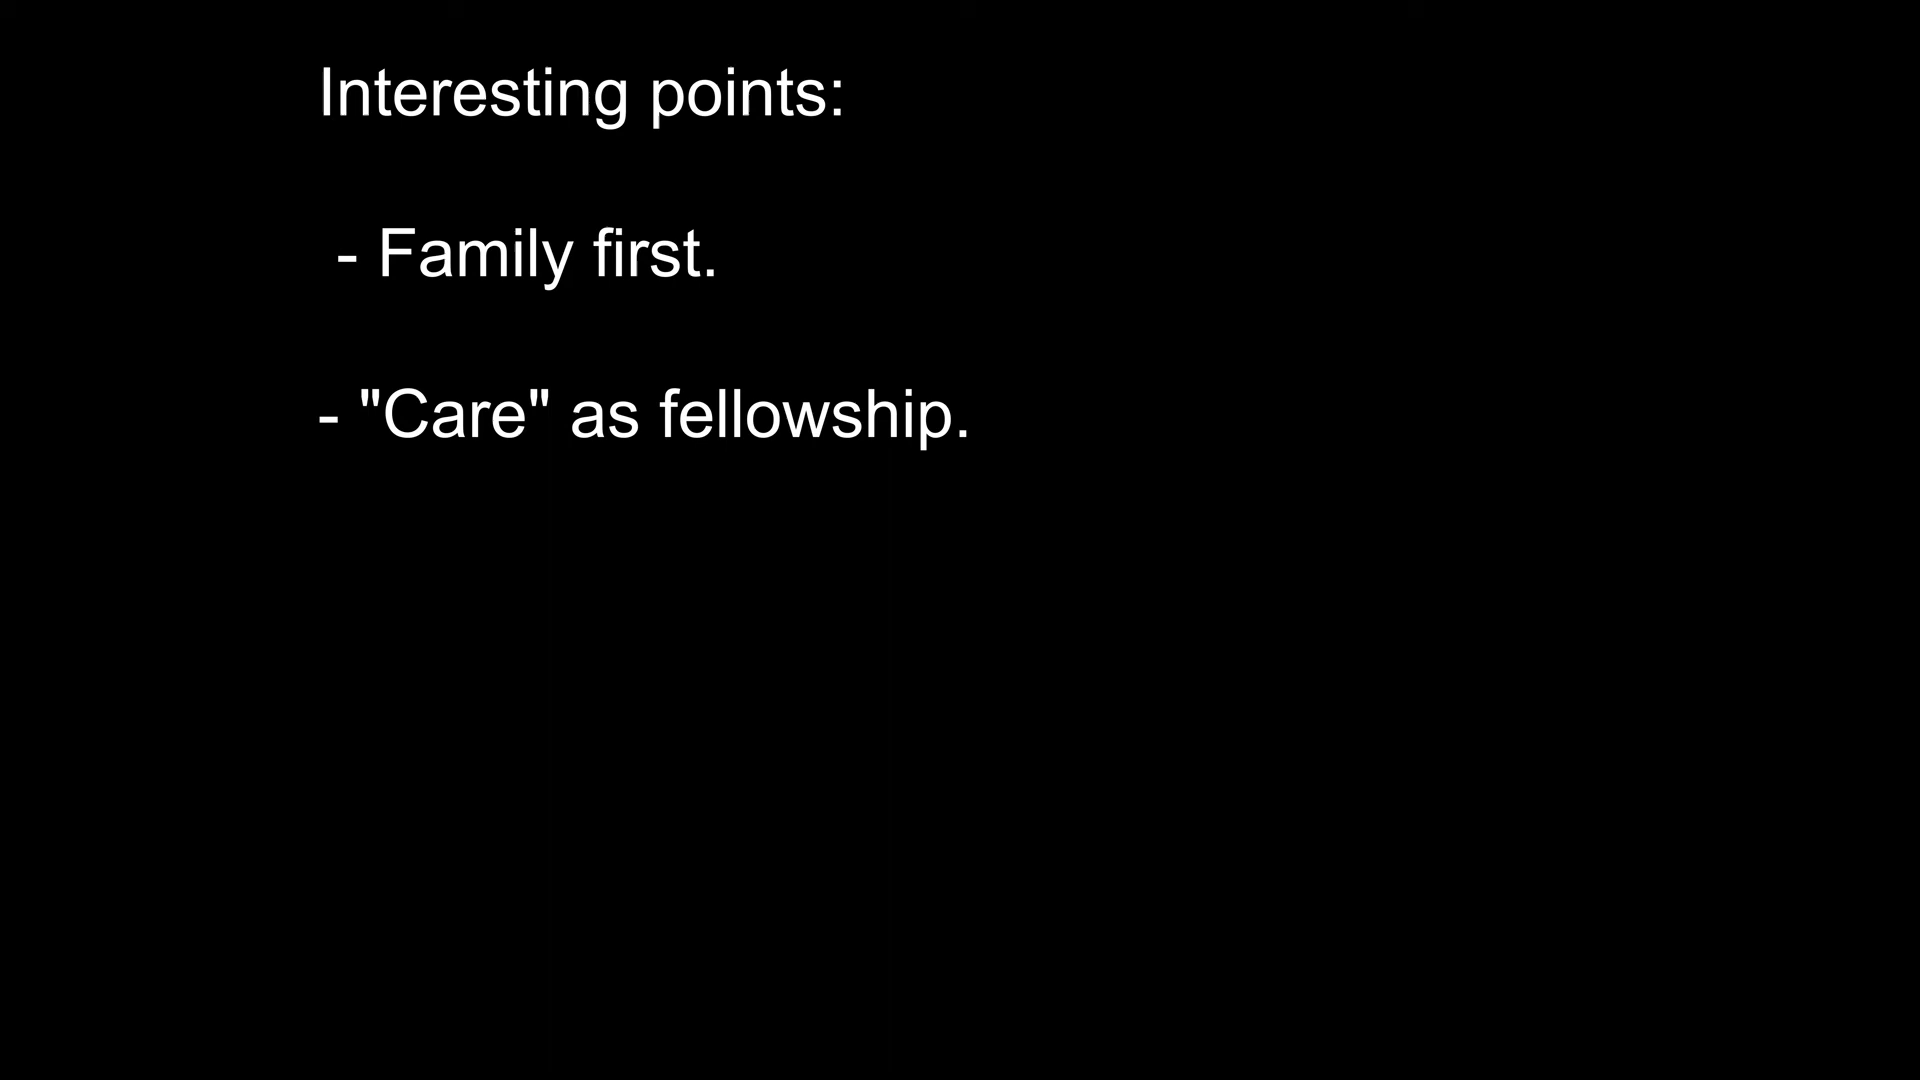 Interesting points:
- Family first.
- "Care" as fellowship.